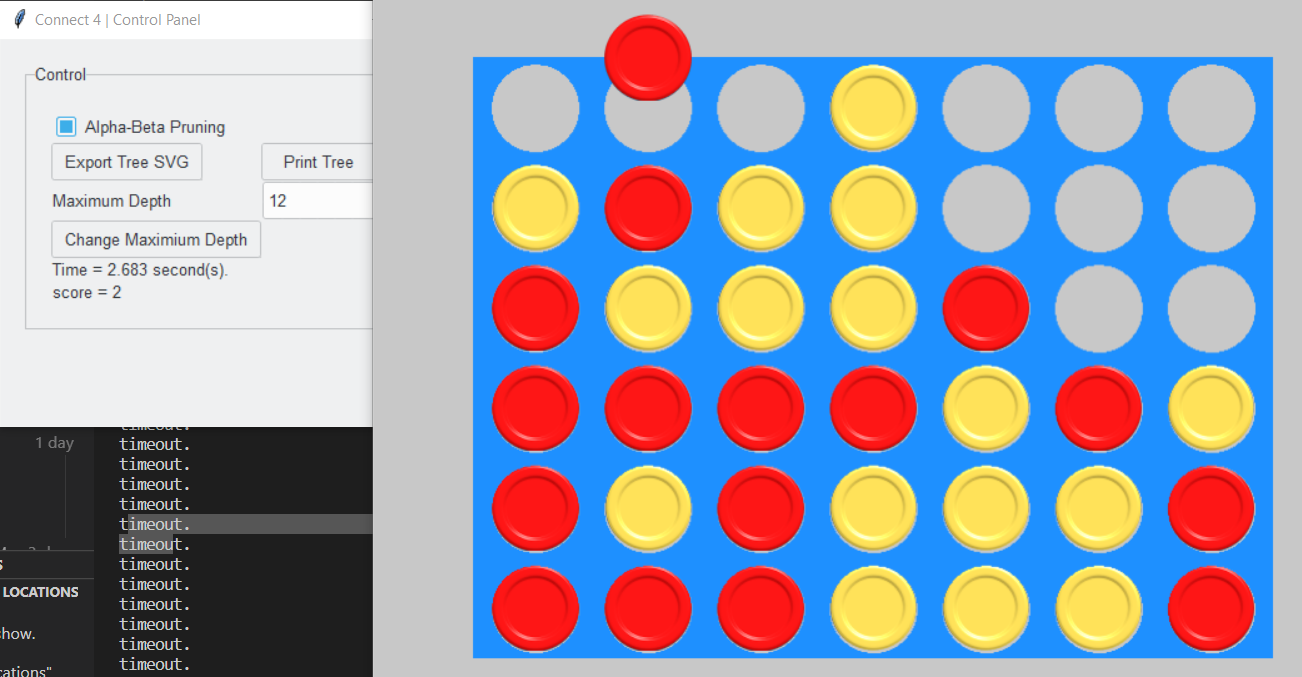 Connect 4 | Control Panel
Control
Alpha-Beta Pruning
Export Tree SVG
Print Tree
Maximum Depth
12
Change Maximium Depth
Time = 2.683 second(s).
score = 2
1 day
timeout.
timeout.
timeout.
timeout.
timeout.
timeout.
timeout.
timeout.
timeout.
timeout.
timeout.
timeout.
timeout.
LOCATIONS
show.
cations"